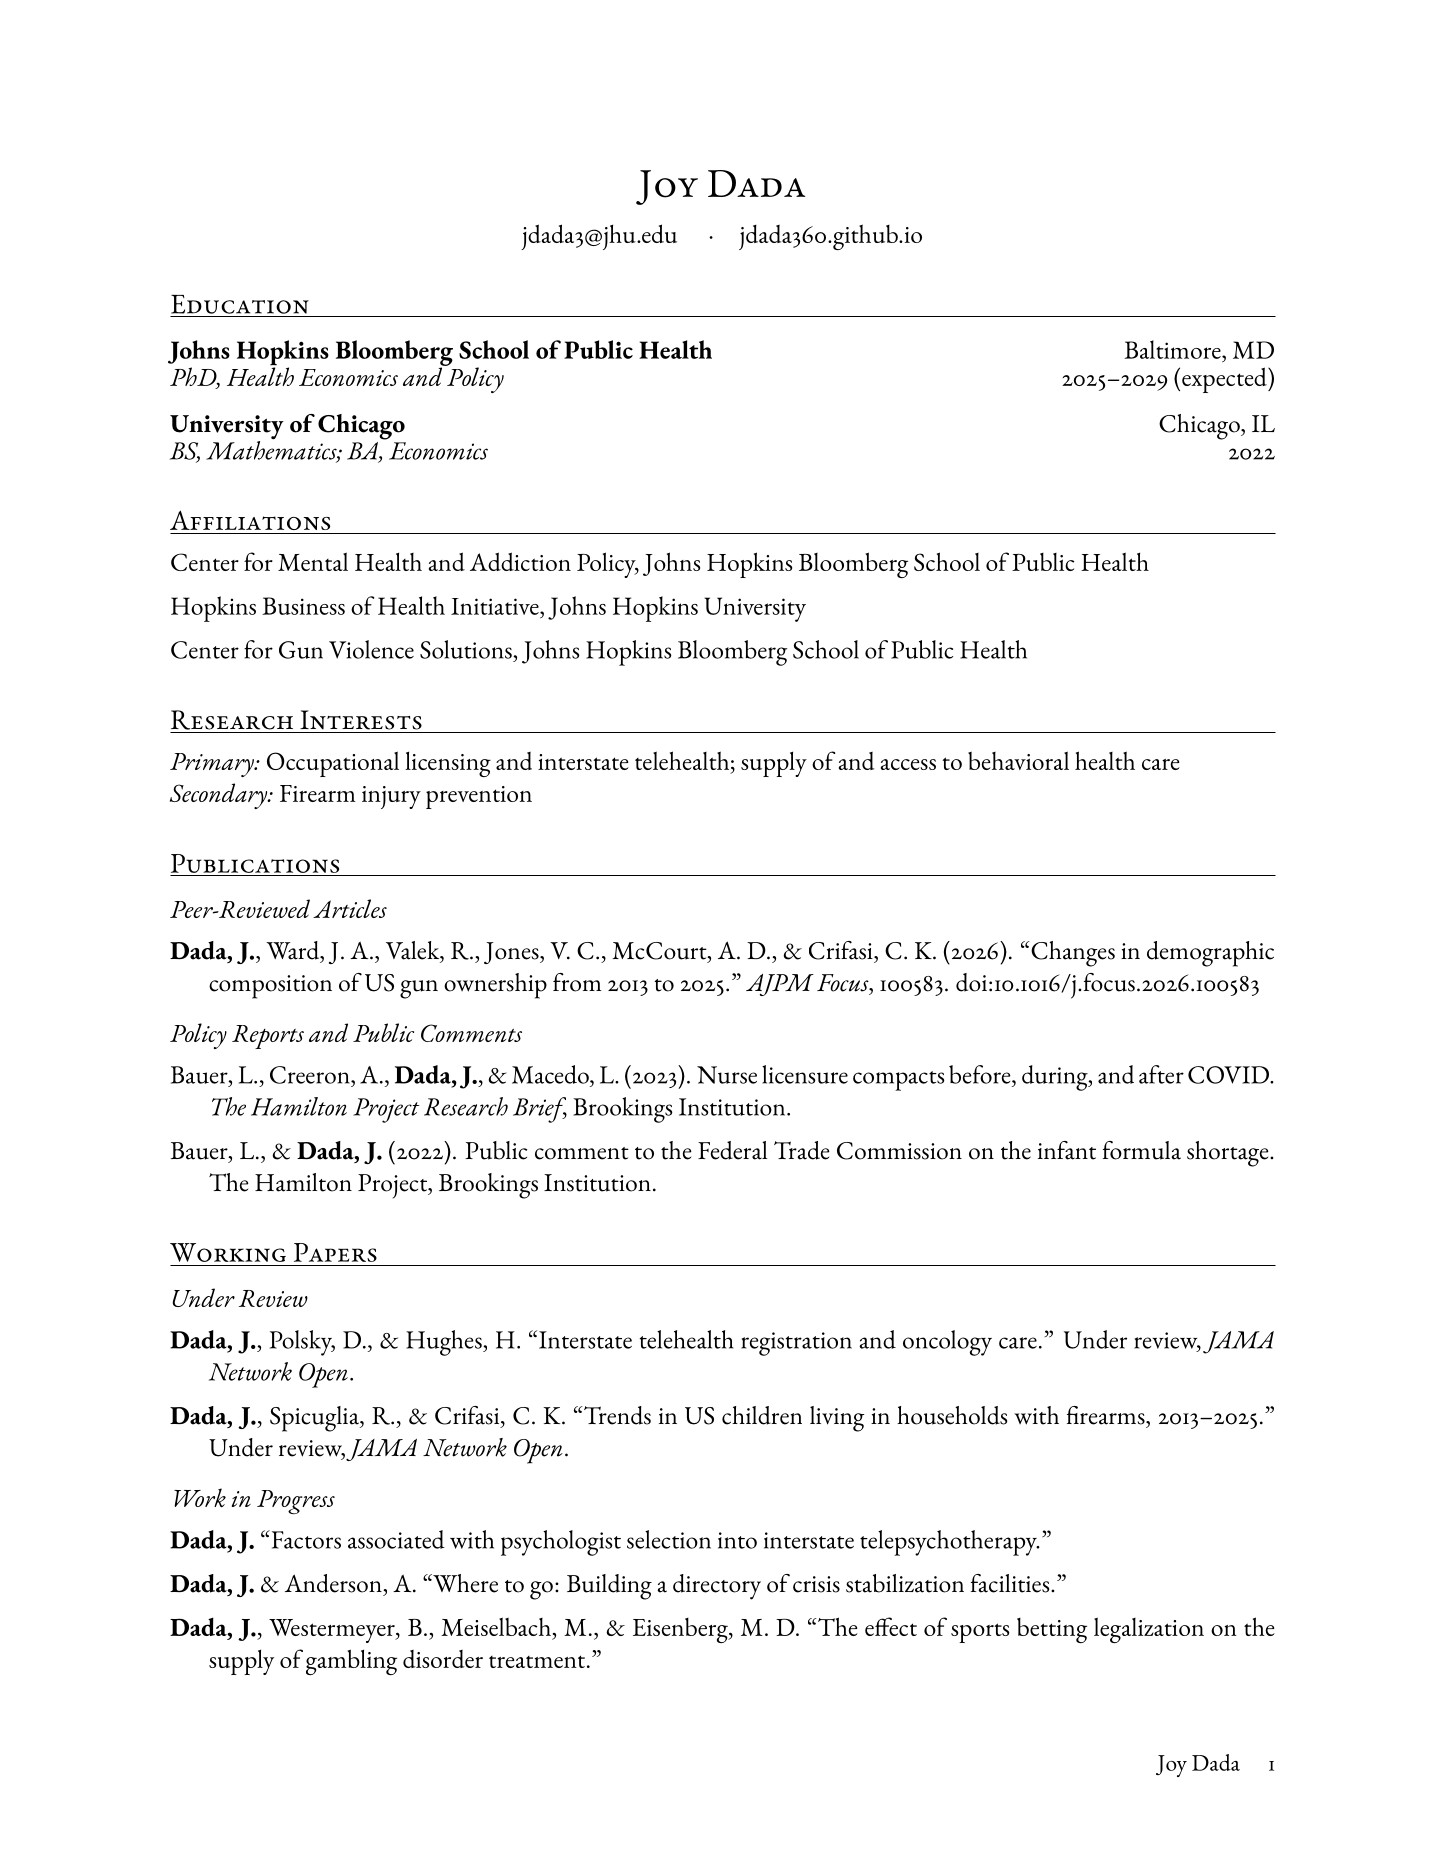 Joy Dada
jdada3@jhu.edu · jdada360.github.io
Education
Johns Hopkins Bloomberg School of Public Health Baltimore, MD
PhD, Health Economics and Policy 2025–2029 (expected)
University of Chicago Chicago, IL
BS, Mathematics; BA, Economics 2022
Affiliations
Center for Mental Health and Addiction Policy, Johns Hopkins Bloomberg School of Public Health
Hopkins Business of Health Initiative, Johns Hopkins University
Center for Gun Violence Solutions, Johns Hopkins Bloomberg School of Public Health
Research Interests
Primary: Occupational licensing and interstate telehealth; supply of and access to behavioral health care
Secondary: Firearm injury prevention
Publications
Peer-Reviewed Articles
Dada, J., Ward, J. A., Valek, R., Jones, V. C., McCourt, A. D., & Crifasi, C. K. (2026). “Changes in demographic
composition of US gun ownership from 2013 to 2025.” AJPM Focus, 100583. doi:10.1016/j.focus.2026.100583
Policy Reports and Public Comments
Bauer, L., Creeron, A., Dada, J., & Macedo, L. (2023). Nurse licensure compacts before, during, and after COVID.
The Hamilton Project Research Brief, Brookings Institution.
Bauer, L., & Dada, J. (2022). Public comment to the Federal Trade Commission on the infant formula shortage.
The Hamilton Project, Brookings Institution.
Working Papers
Under Review
Dada, J., Polsky, D., & Hughes, H. “Interstate telehealth registration and oncology care.” Under review, JAMA
Network Open.
Dada, J., Spicuglia, R., & Crifasi, C. K. “Trends in US children living in households with firearms, 2013–2025.”
Under review, JAMA Network Open.
Work in Progress
Dada, J. “Factors associated with psychologist selection into interstate telepsychotherapy.”
Dada, J. & Anderson, A. “Where to go: Building a directory of crisis stabilization facilities.”
Dada, J., Westermeyer, B., Meiselbach, M., & Eisenberg, M. D. “The effect of sports betting legalization on the
supply of gambling disorder treatment.”
Joy Dada 1